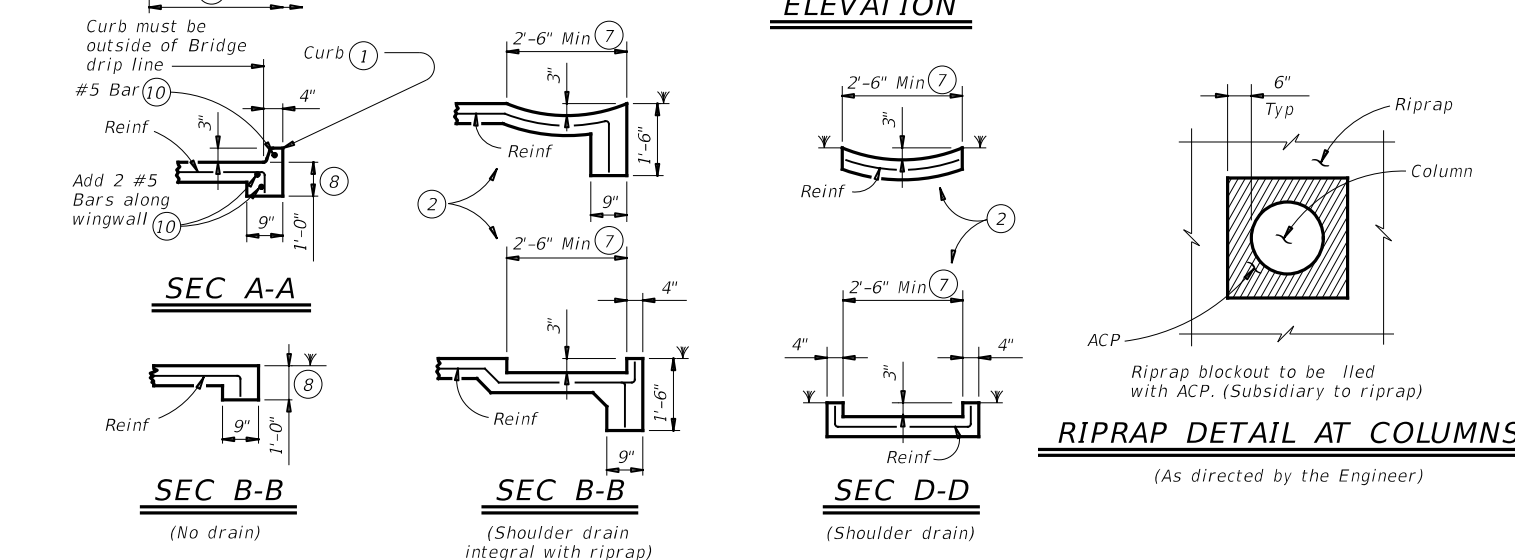 ELEVATION
Curb must be
outside of Bridge
drip line
Curb 1
#5 Bar 10
4"
Reinf
3"
Add 2 #5
Bars along
wingwall 10
8
9"
1'-0"
SEC A-A
Reinf
8
9"
1'-0"
SEC B-B
(No drain)
2'-6" Min 7
3"
Reinf
1'-6"
9"
2
2'-6" Min 7
4"
3"
Reinf
1'-6"
9"
SEC B-B
(Shoulder drain
integral with riprap)
2'-6" Min 7
3"
Reinf
2
2'-6" Min 7
4"
4"
3"
Reinf
SEC D-D
(Shoulder drain)
6"
Typ
Riprap
Column
ACP
Riprap blockout to be lled
with ACP. (Subsidiary to riprap)
RIPRAP DETAIL AT COLUMNS
(As directed by the Engineer)